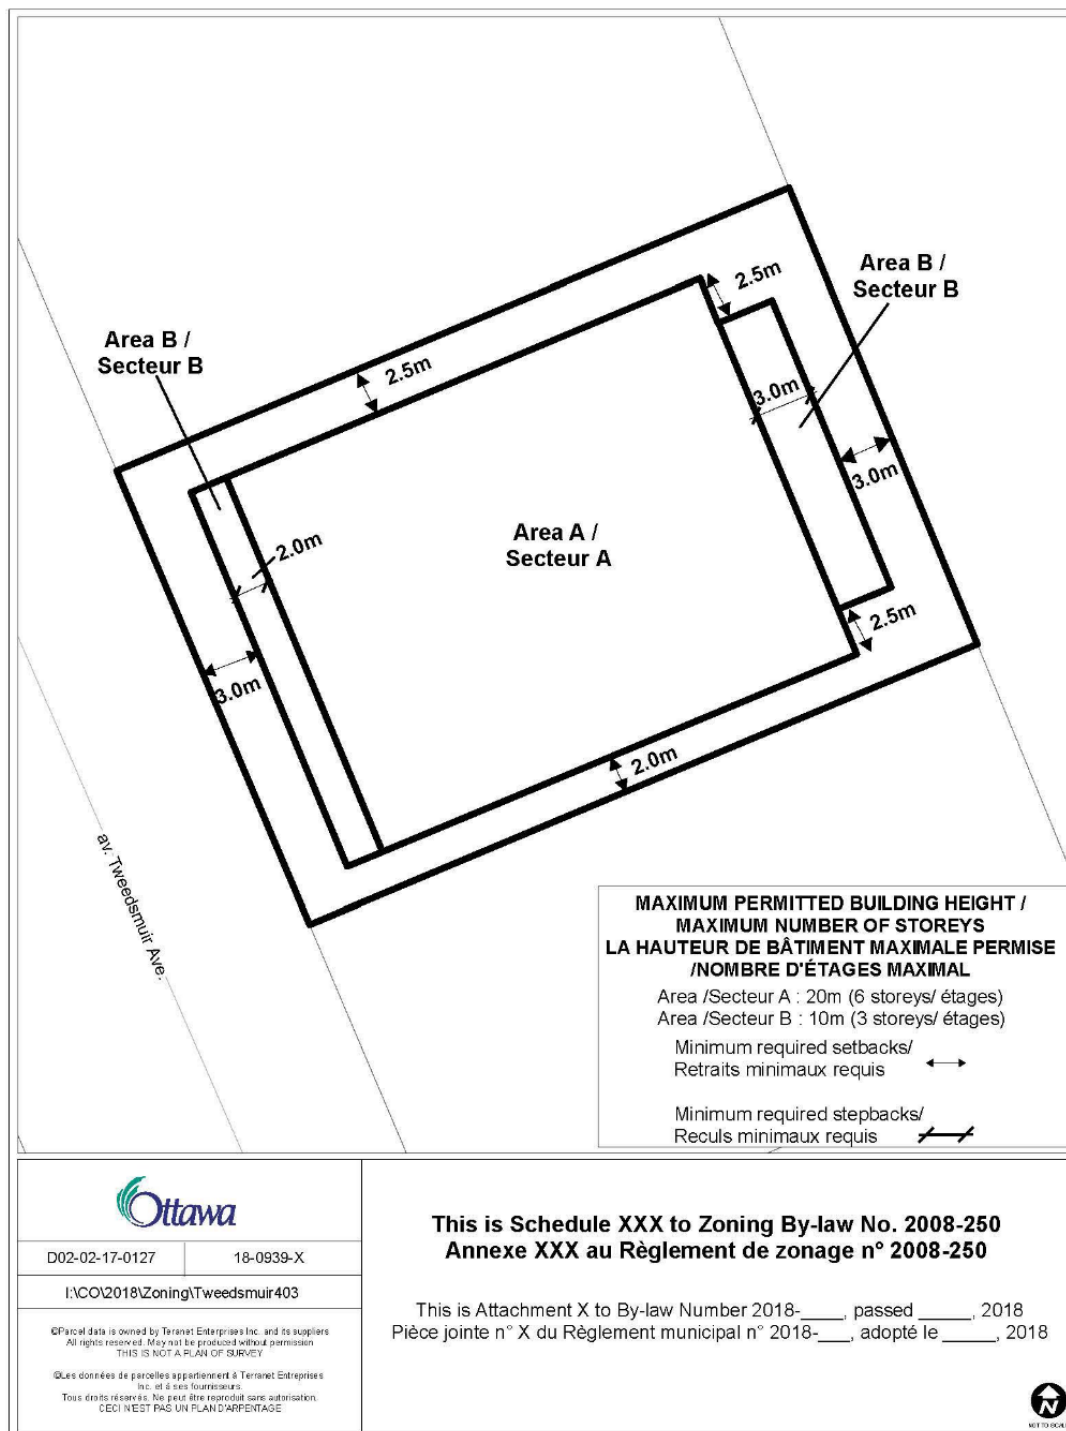 Area B /
Secteur B
2.5m
2.5m
Area B /
Secteur B
3.0m
3.0m
2.0m
Area A /
Secteur A
3.0m
2.5m
2.0m
av. Tweedsmuir Ave.
MAXIMUM PERMITTED BUILDING HEIGHT /
MAXIMUM NUMBER OF STOREYS
LA HAUTEUR DE BÂTIMENT MAXIMALE PERMISE
/NOMBRE D'ÉTAGES MAXIMAL
Area /Secteur A : 20m (6 storeys/ étages)
Area /Secteur B : 10m (3 storeys/ étages)
Minimum required setbacks/
Retraits minimaux requis
Minimum required stepbacks/
Reculs minimaux requis
Ottawa
D02-02-17-0127
18-0939-X
I:\CO\2018\Zoning\Tweedsmuir403
©Parcel data is owned by Teranet Enterprises Inc. and its suppliers
All rights reserved. May not be produced without permission
THIS IS NOT A PLAN OF SURVEY
©Les données de parcelles appartiennent à Terranet Entreprises
Inc. et à ses fournisseurs.
Tous droits réservés. Ne peut être reproduit sans autorisation.
CECI N'EST PAS UN PLAN D'ARPENTAGE
This is Schedule XXX to Zoning By-law No. 2008-250
Annexe XXX au Règlement de zonage n° 2008-250
This is Attachment X to By-law Number 2018-____, passed _____, 2018
Pièce jointe n° X du Règlement municipal n° 2018-___, adopté le _____, 2018
N
NOT TO SCALE